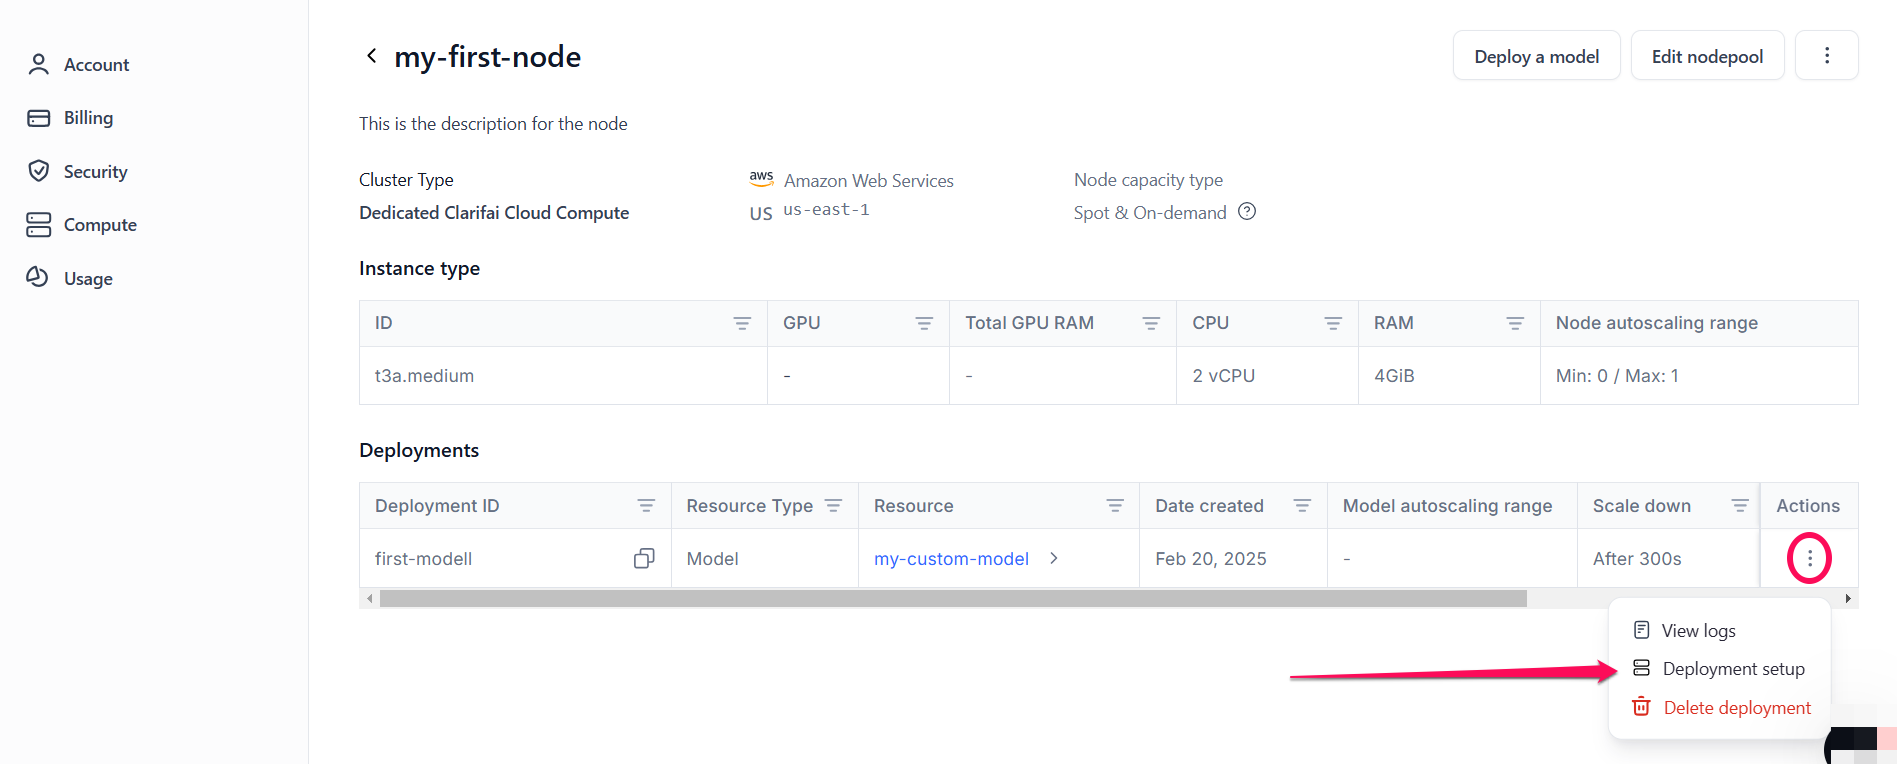 Account
Billing
Security
Compute
Usage
my-first-node
Deploy a model
Edit nodepool
This is the description for the node
Cluster Type
Dedicated Clarifai Cloud Compute
aws Amazon Web Services
US us-east-1
Node capacity type
Spot & On-demand
Instance type
ID GPU Total GPU RAM CPU RAM Node autoscaling range
t3a.medium - - 2 vCPU 4GiB Min: 0 / Max: 1
Deployments
Deployment ID Resource Type Resource Date created Model autoscaling range Scale down Actions
first-modell Model my-custom-model Feb 20, 2025 - After 300s
View logs
Deployment setup
Delete deployment